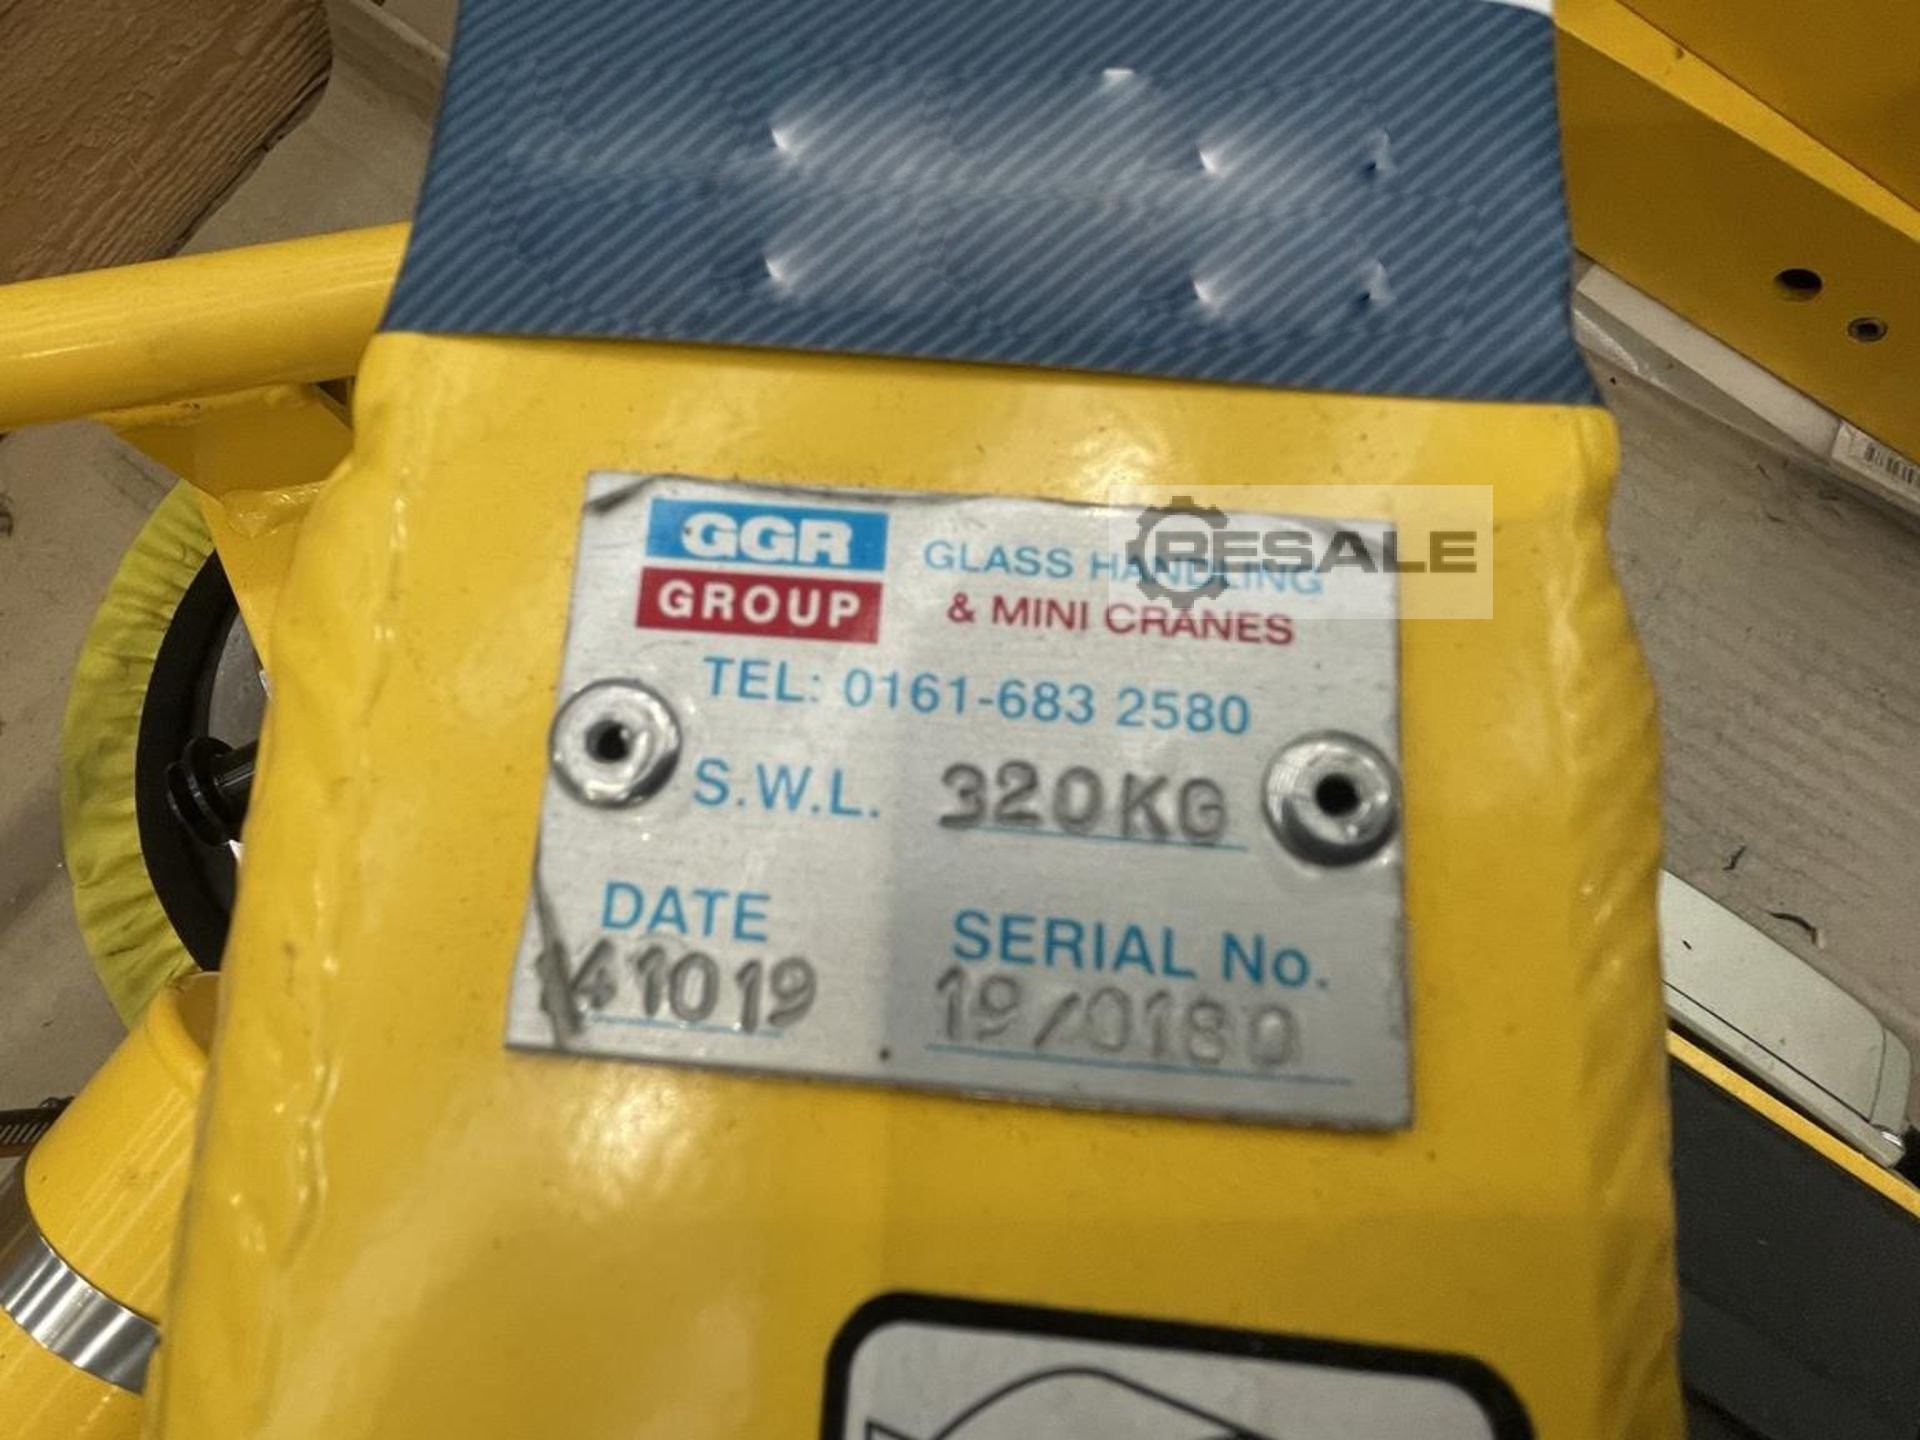 GGR
GROUP
GLASS HANDLING
& MINI CRANES
RESALE
TEL: 0161-683 2580
S.W.L. 320KG
DATE
141019
SERIAL No.
19/0180